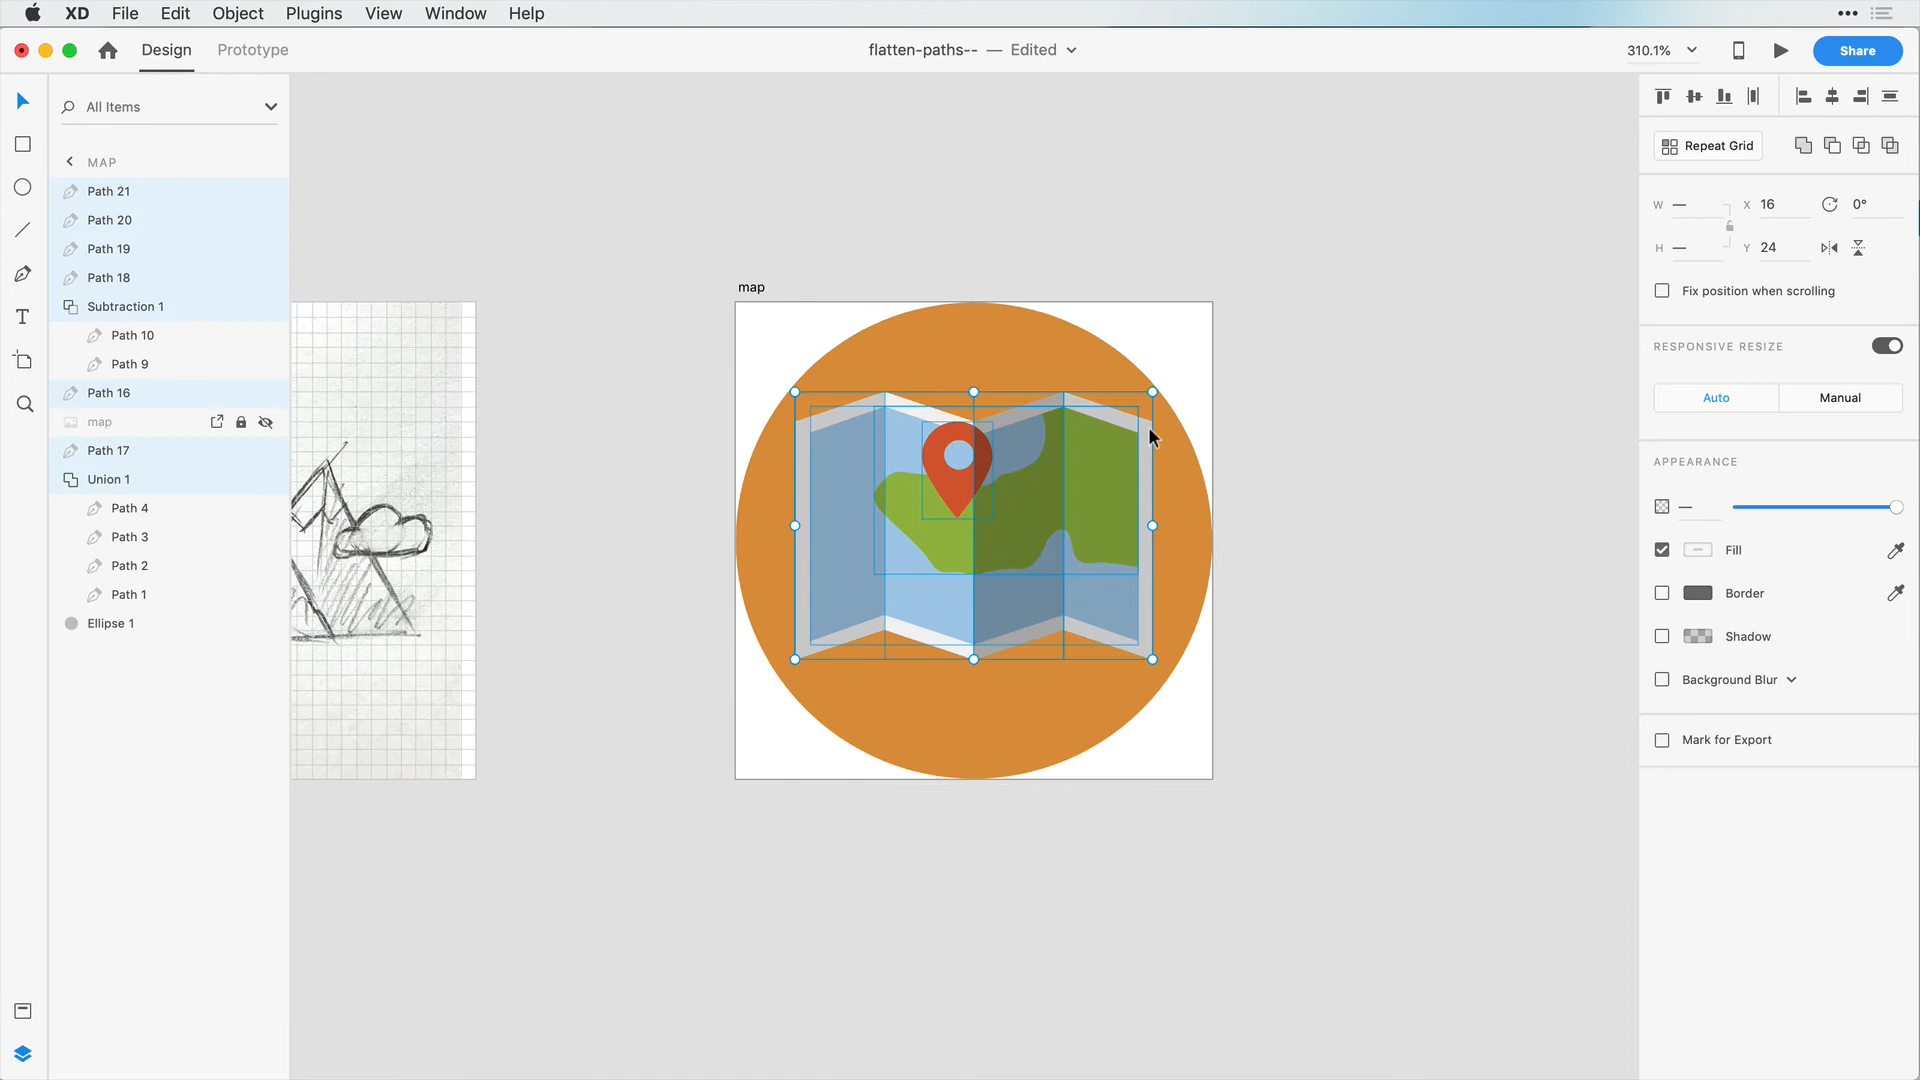 XD File Edit Object Plugins View Window Help
Design Prototype
flatten-paths-- — Edited
310.1%
Share
All Items
MAP
Path 21
Path 20
Path 19
Path 18
Subtraction 1
Path 10
Path 9
Path 16
map
Path 17
Union 1
Path 4
Path 3
Path 2
Path 1
Ellipse 1
map
Repeat Grid
W — X 16 0°
H — Y 24
Fix position when scrolling
RESPONSIVE RESIZE
Auto Manual
APPEARANCE
—
Fill
Border
Shadow
Background Blur
Mark for Export